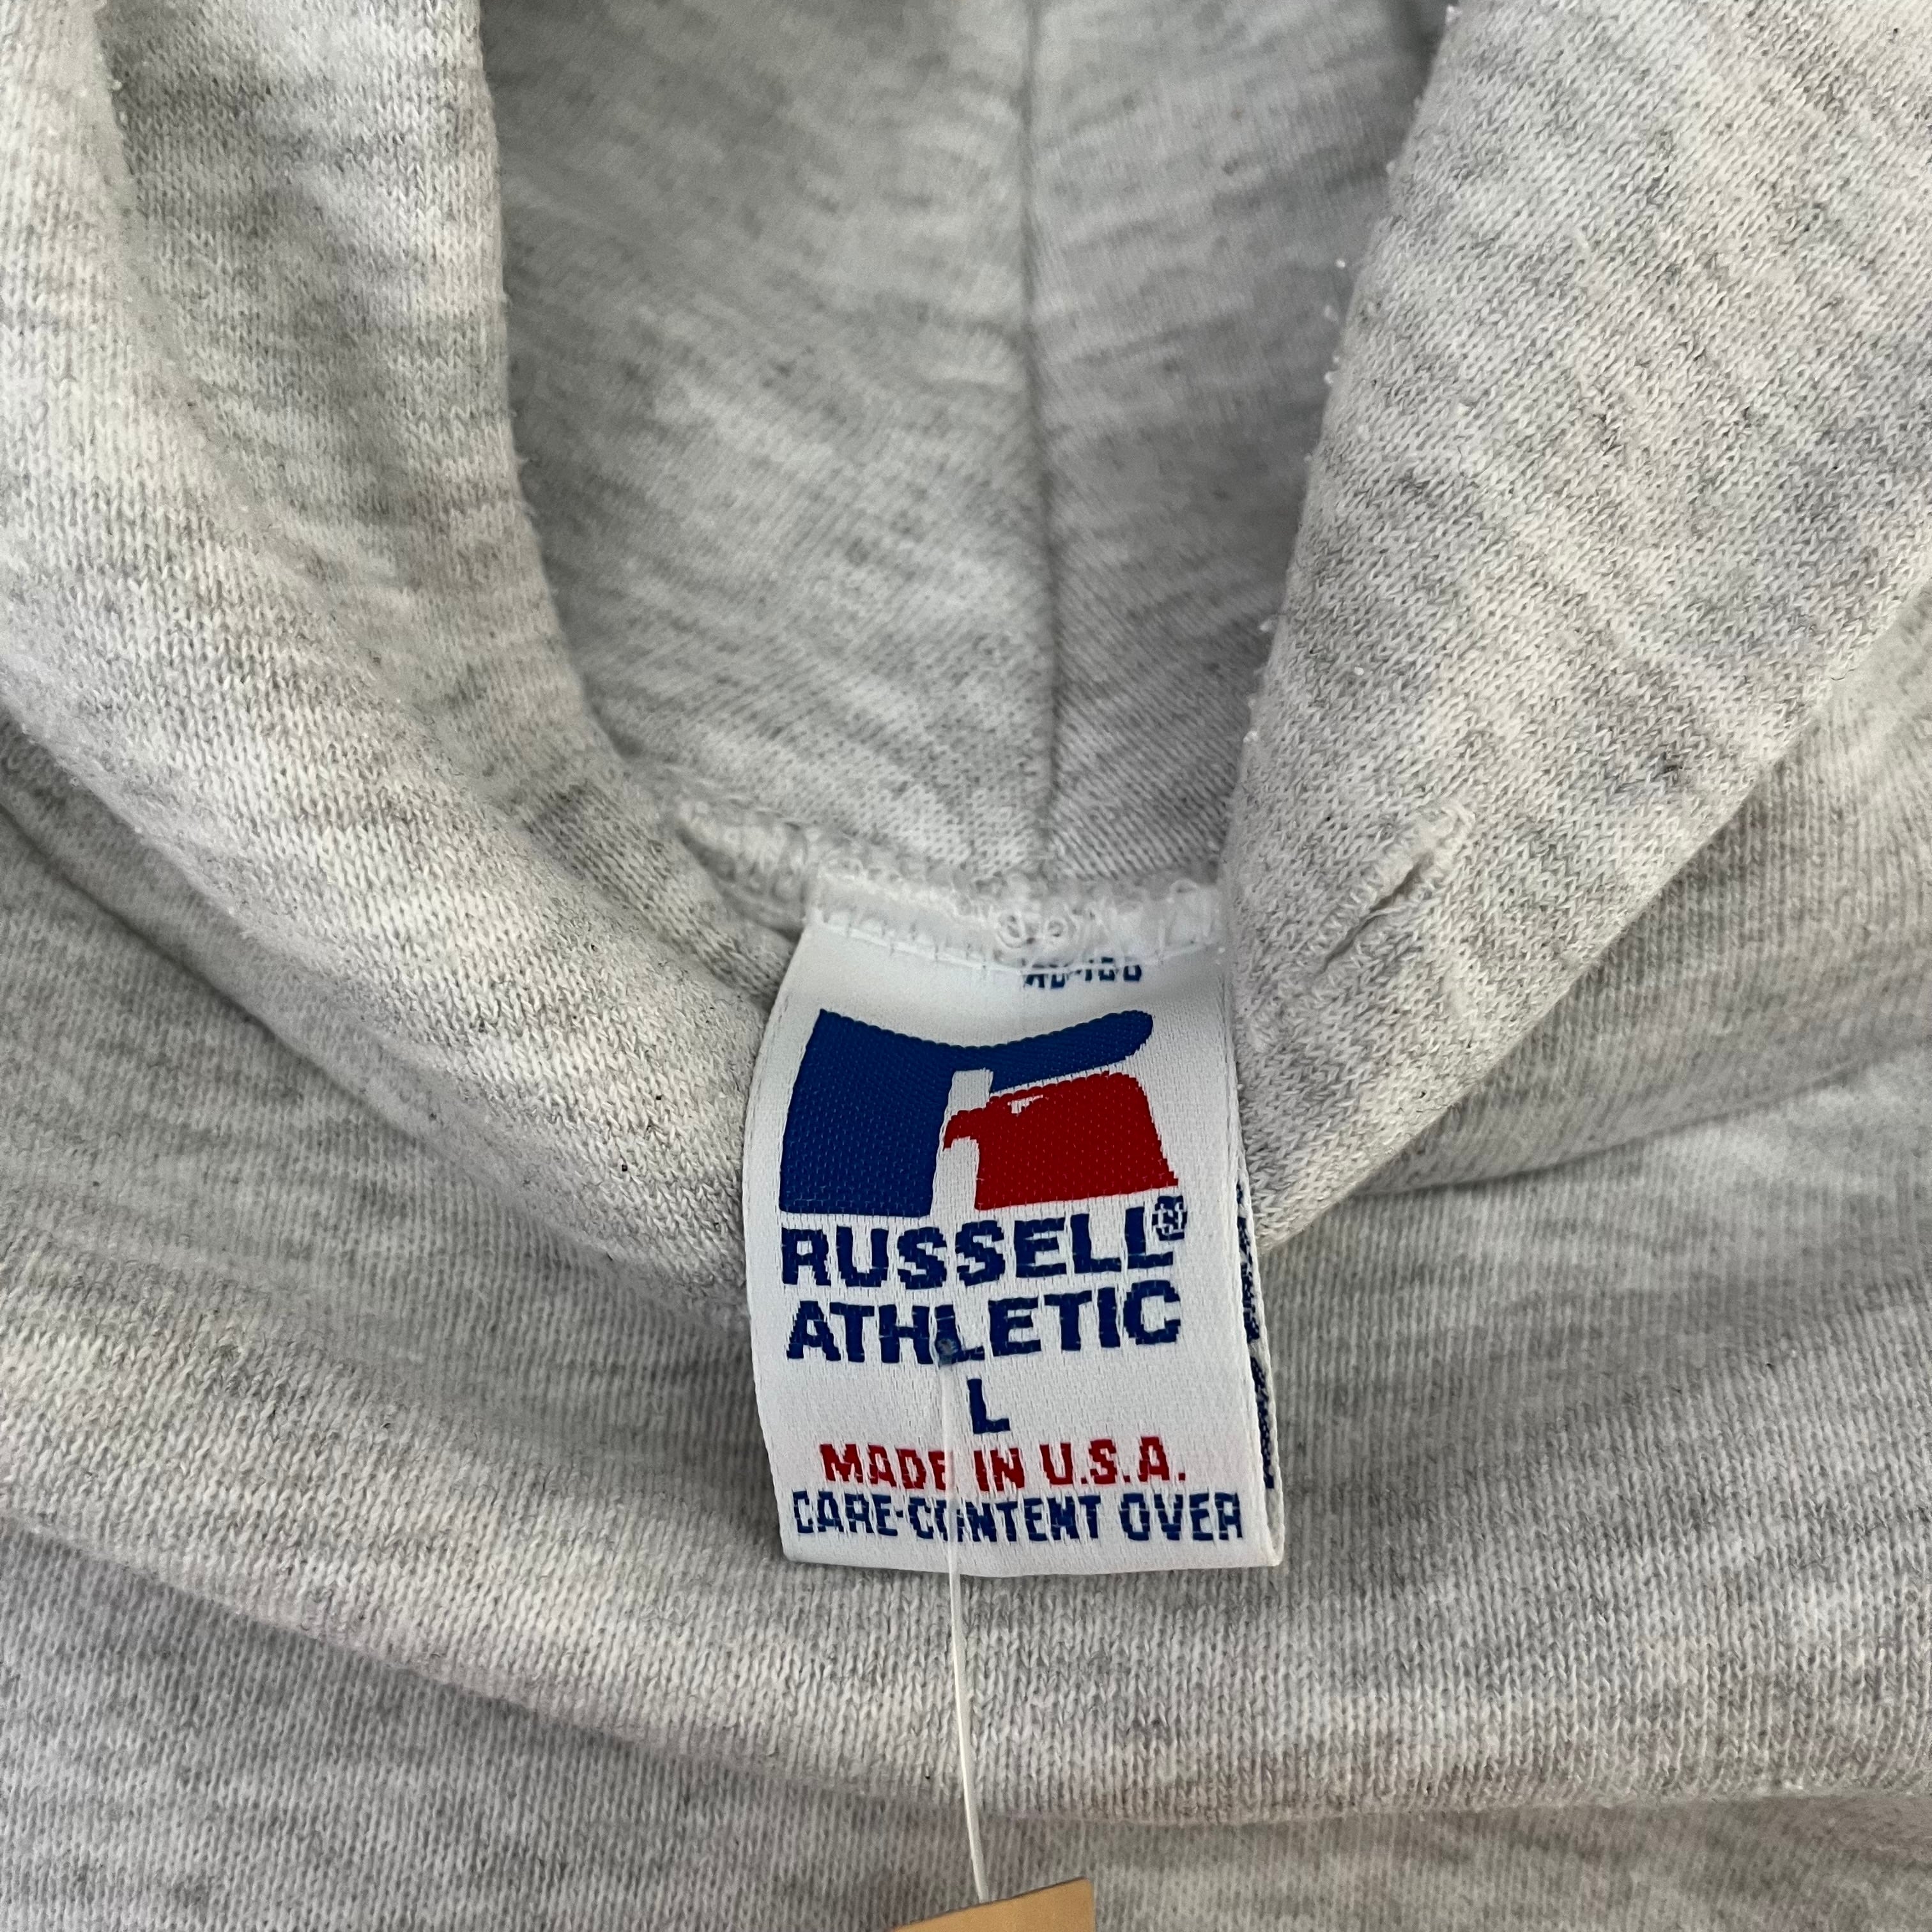 RUSSELL®
ATHLETIC
L
MADE IN U.S.A.
CARE-CONTENT OVER